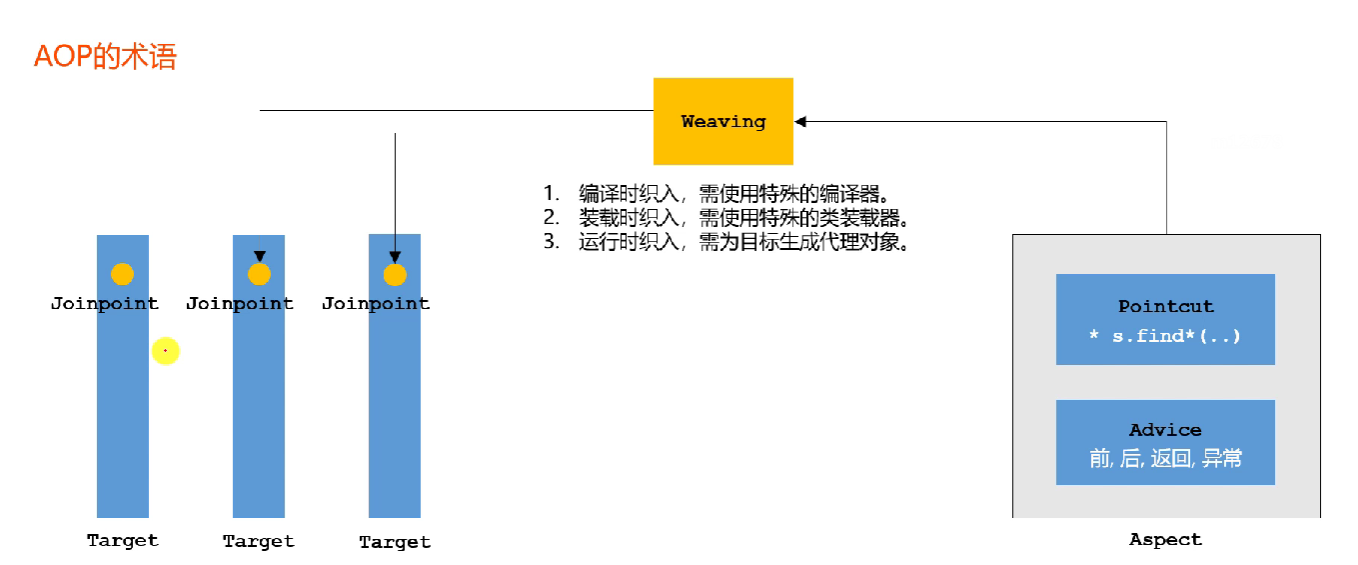 AOP的术语
Weaving
1. 编译时织入，需使用特殊的编译器。
2. 装载时织入，需使用特殊的类装载器。
3. 运行时织入，需为目标生成代理对象。
Joinpoint Joinpoint Joinpoint
Pointcut
* s.find*(..)
Advice
前, 后, 返回, 异常
Target Target Target
Aspect